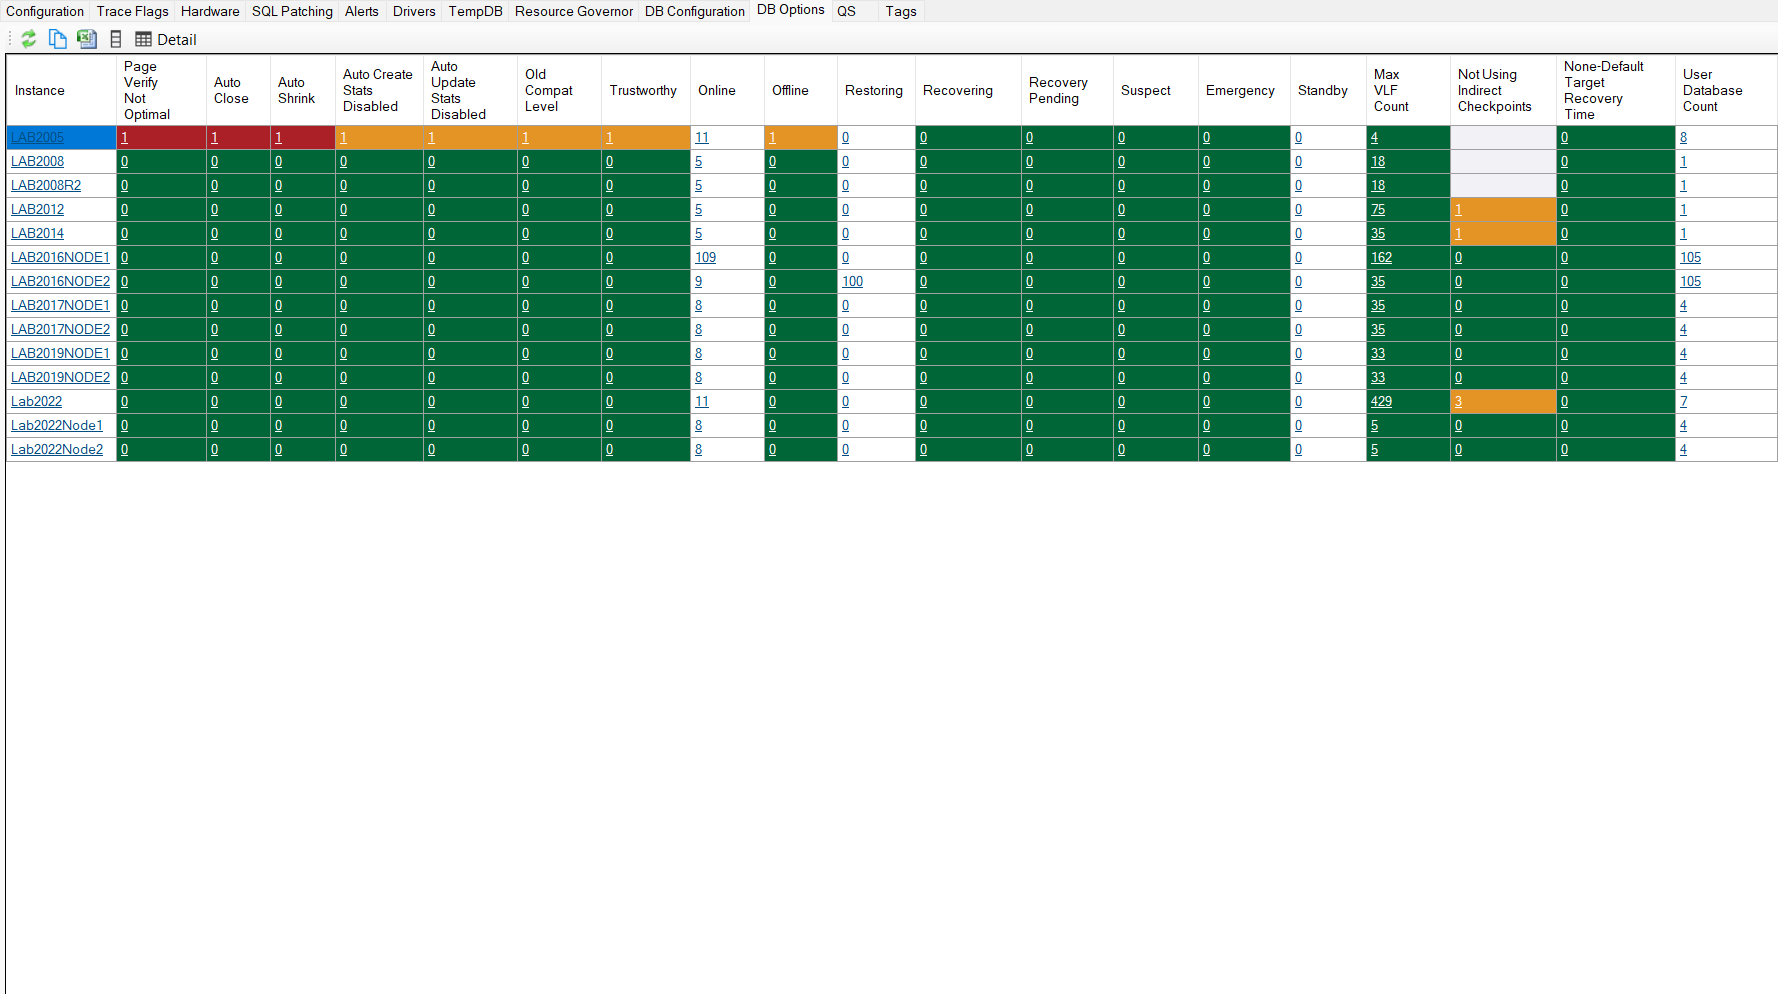 Configuration Trace Flags Hardware SQL Patching Alerts Drivers TempDB Resource Governor DB Configuration DB Options QS Tags
Detail
Instance Page Verify Not Optimal Auto Close Auto Shrink Auto Create Stats Disabled Auto Update Stats Disabled Old Compat Level Trustworthy Online Offline Restoring Recovering Recovery Pending Suspect Emergency Standby Max VLF Count Not Using Indirect Checkpoints None-Default Target Recovery Time User Database Count
LAB2005 1 1 1 1 1 1 1 11 1 0 0 0 0 0 0 4 0 8
LAB2008 0 0 0 0 0 0 0 5 0 0 0 0 0 0 0 18 0 1
LAB2008R2 0 0 0 0 0 0 0 5 0 0 0 0 0 0 0 18 0 1
LAB2012 0 0 0 0 0 0 0 5 0 0 0 0 0 0 0 75 1 0 1
LAB2014 0 0 0 0 0 0 0 5 0 0 0 0 0 0 0 35 1 0 1
LAB2016NODE1 0 0 0 0 0 0 0 109 0 0 0 0 0 0 0 162 0 0 105
LAB2016NODE2 0 0 0 0 0 0 0 9 0 100 0 0 0 0 0 35 0 0 105
LAB2017NODE1 0 0 0 0 0 0 0 8 0 0 0 0 0 0 0 35 0 0 4
LAB2017NODE2 0 0 0 0 0 0 0 8 0 0 0 0 0 0 0 35 0 0 4
LAB2019NODE1 0 0 0 0 0 0 0 8 0 0 0 0 0 0 0 33 0 0 4
LAB2019NODE2 0 0 0 0 0 0 0 8 0 0 0 0 0 0 0 33 0 0 4
Lab2022 0 0 0 0 0 0 0 11 0 0 0 0 0 0 0 429 3 0 7
Lab2022Node1 0 0 0 0 0 0 0 8 0 0 0 0 0 0 0 5 0 0 4
Lab2022Node2 0 0 0 0 0 0 0 8 0 0 0 0 0 0 0 5 0 0 4